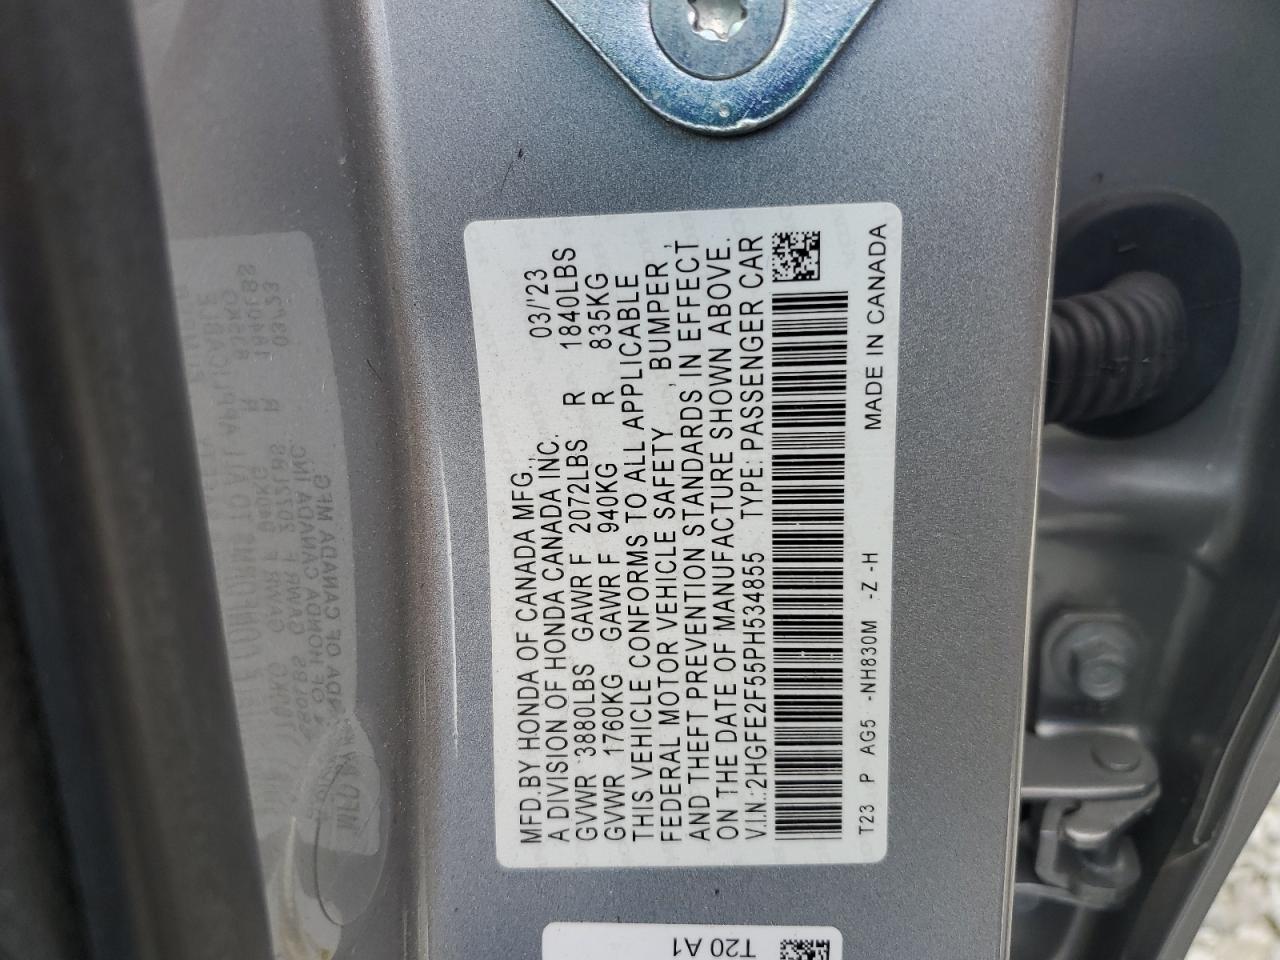 MFD.BY HONDA OF CANADA MFG., 03/'23
A DIVISION OF HONDA CANADA INC.
GVWR 3880LBS GAWR F 2072LBS R 1840LBS
GVWR 1760KG GAWR F 940KG R 835KG
THIS VEHICLE CONFORMS TO ALL APPLICABLE
FEDERAL MOTOR VEHICLE SAFETY, BUMPER,
AND THEFT PREVENTION STANDARDS IN EFFECT
ON THE DATE OF MANUFACTURE SHOWN ABOVE.
V.I.N.:2HGFE2F55PH534855 TYPE: PASSENGER CAR
T23 P AG5 -NH830M -Z -H MADE IN CANADA
T20 A1